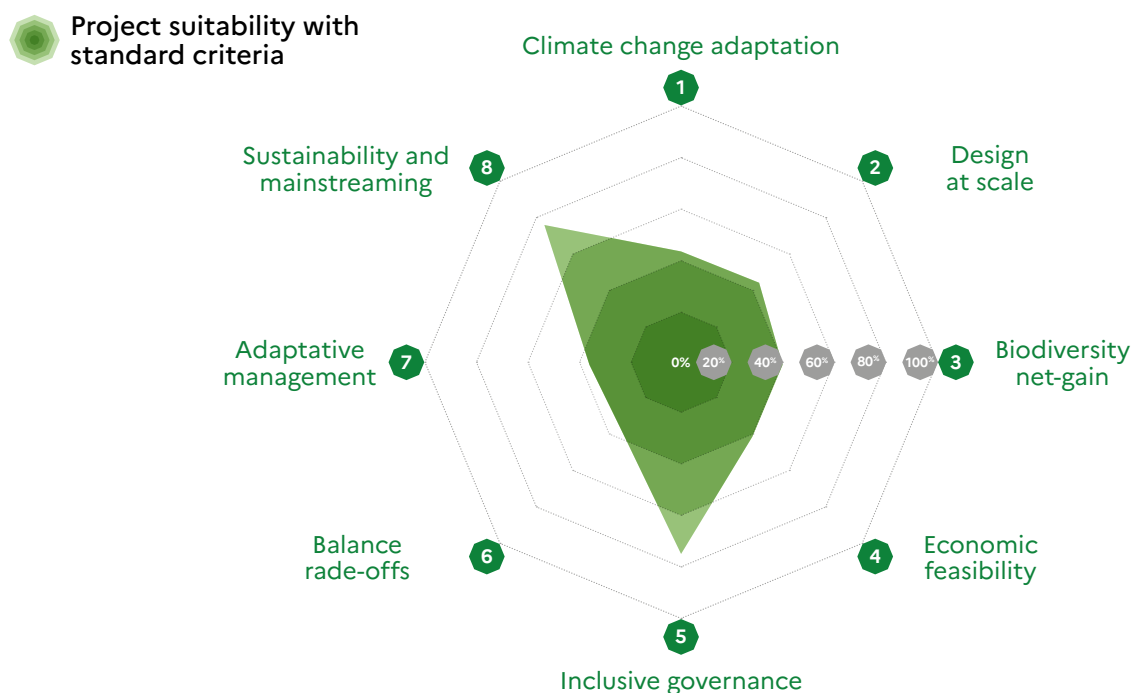 Project suitability with
standard criteria
Climate change adaptation
1
Design
at scale
2
Biodiversity
net-gain
3
Economic
feasibility
4
Inclusive governance
5
Balance
rade-offs
6
Adaptative
management
7
Sustainability and
mainstreaming
8
0%
20%
40%
60%
80%
100%